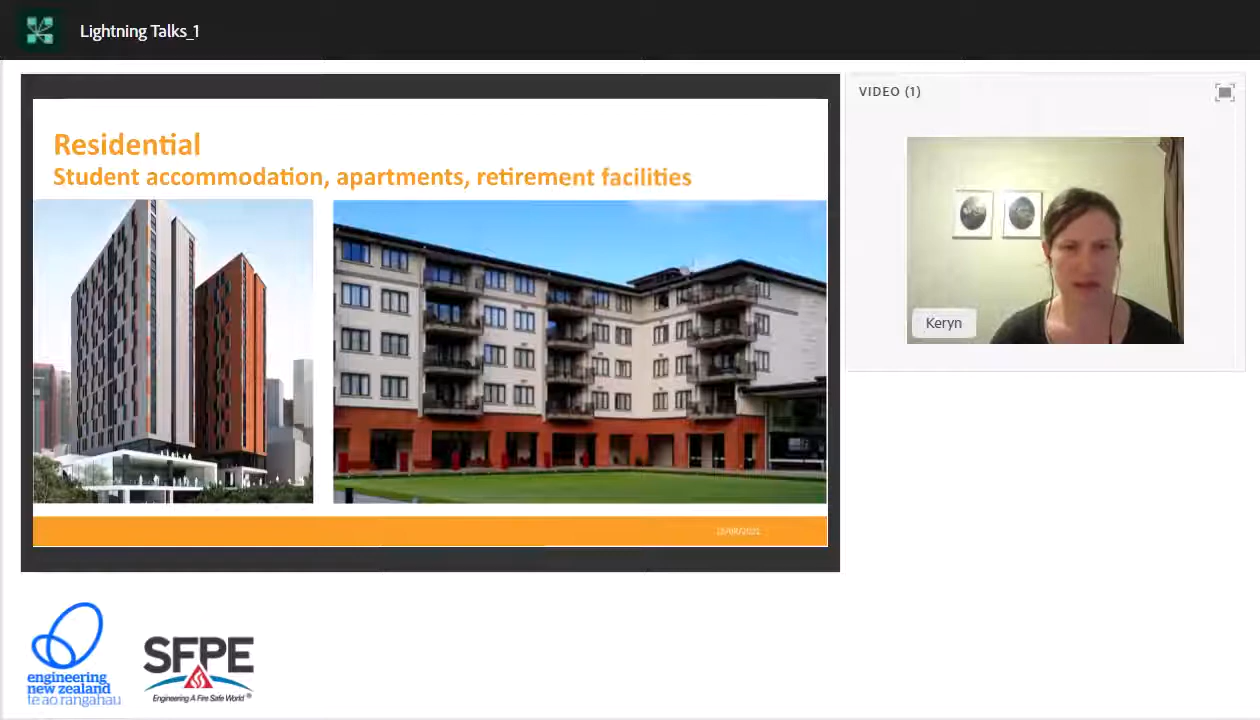 Lightning Talks_1
VIDEO (1)
Residential
Student accommodation, apartments, retirement facilities
Keryn
engineering
new zealand
te ao rangahau
SFPE
Engineering A Fire Safe World ®